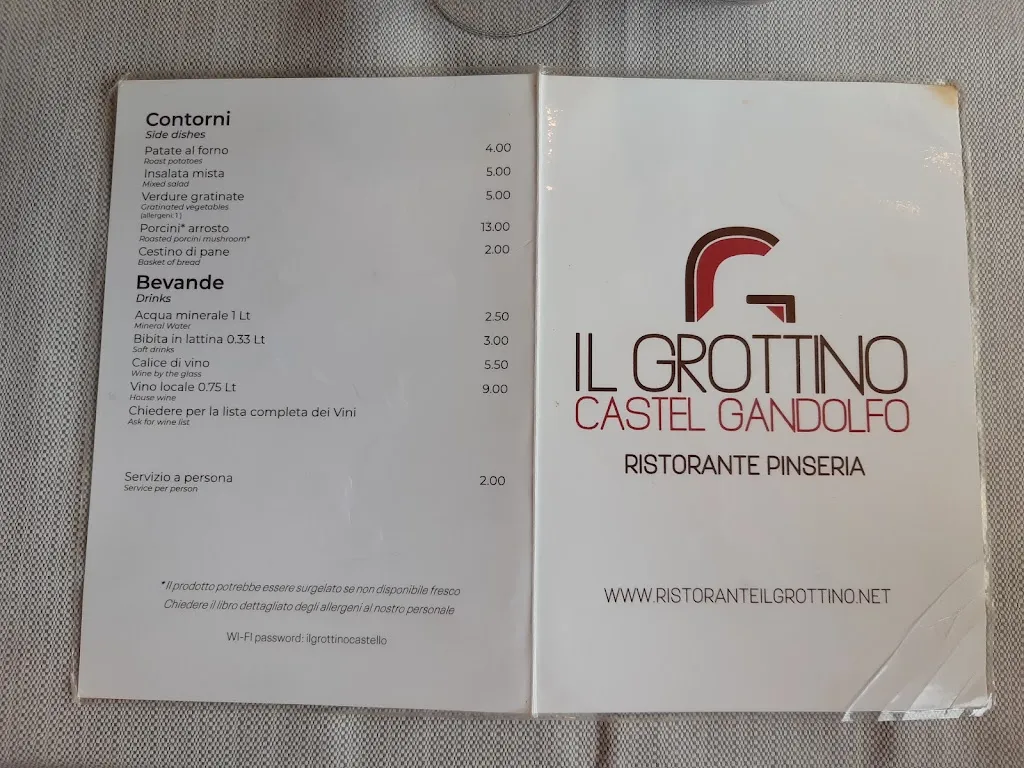 Contorni
Side dishes
Patate al forno 4.00
Roast potatoes
Insalata mista 5.00
Mixed salad
Verdure gratinate 5.00
Gratinated vegetables
(allergeni: 1 )
Porcini* arrosto 13.00
Roasted porcini mushroom*
Cestino di pane 2.00
Basket of bread
Bevande
Drinks
Acqua minerale 1 Lt 2.50
Mineral Water
Bibita in lattina 0.33 Lt 3.00
Soft drinks
Calice di vino 5.50
Wine by the glass
Vino locale 0.75 Lt 9.00
House wine
Chiedere per la lista completa dei Vini
Ask for wine list
Servizio a persona 2.00
Service per person
* Il prodotto potrebbe essere surgelato se non disponibile fresco
Chiedere il libro dettagliato degli allergeni al nostro personale
WI-FI password: ilgrottinocastello
G
IL GROTTINO
CASTEL GANDOLFO
RISTORANTE PINSERIA
WWW.RISTORANTEILGROTTINO.NET